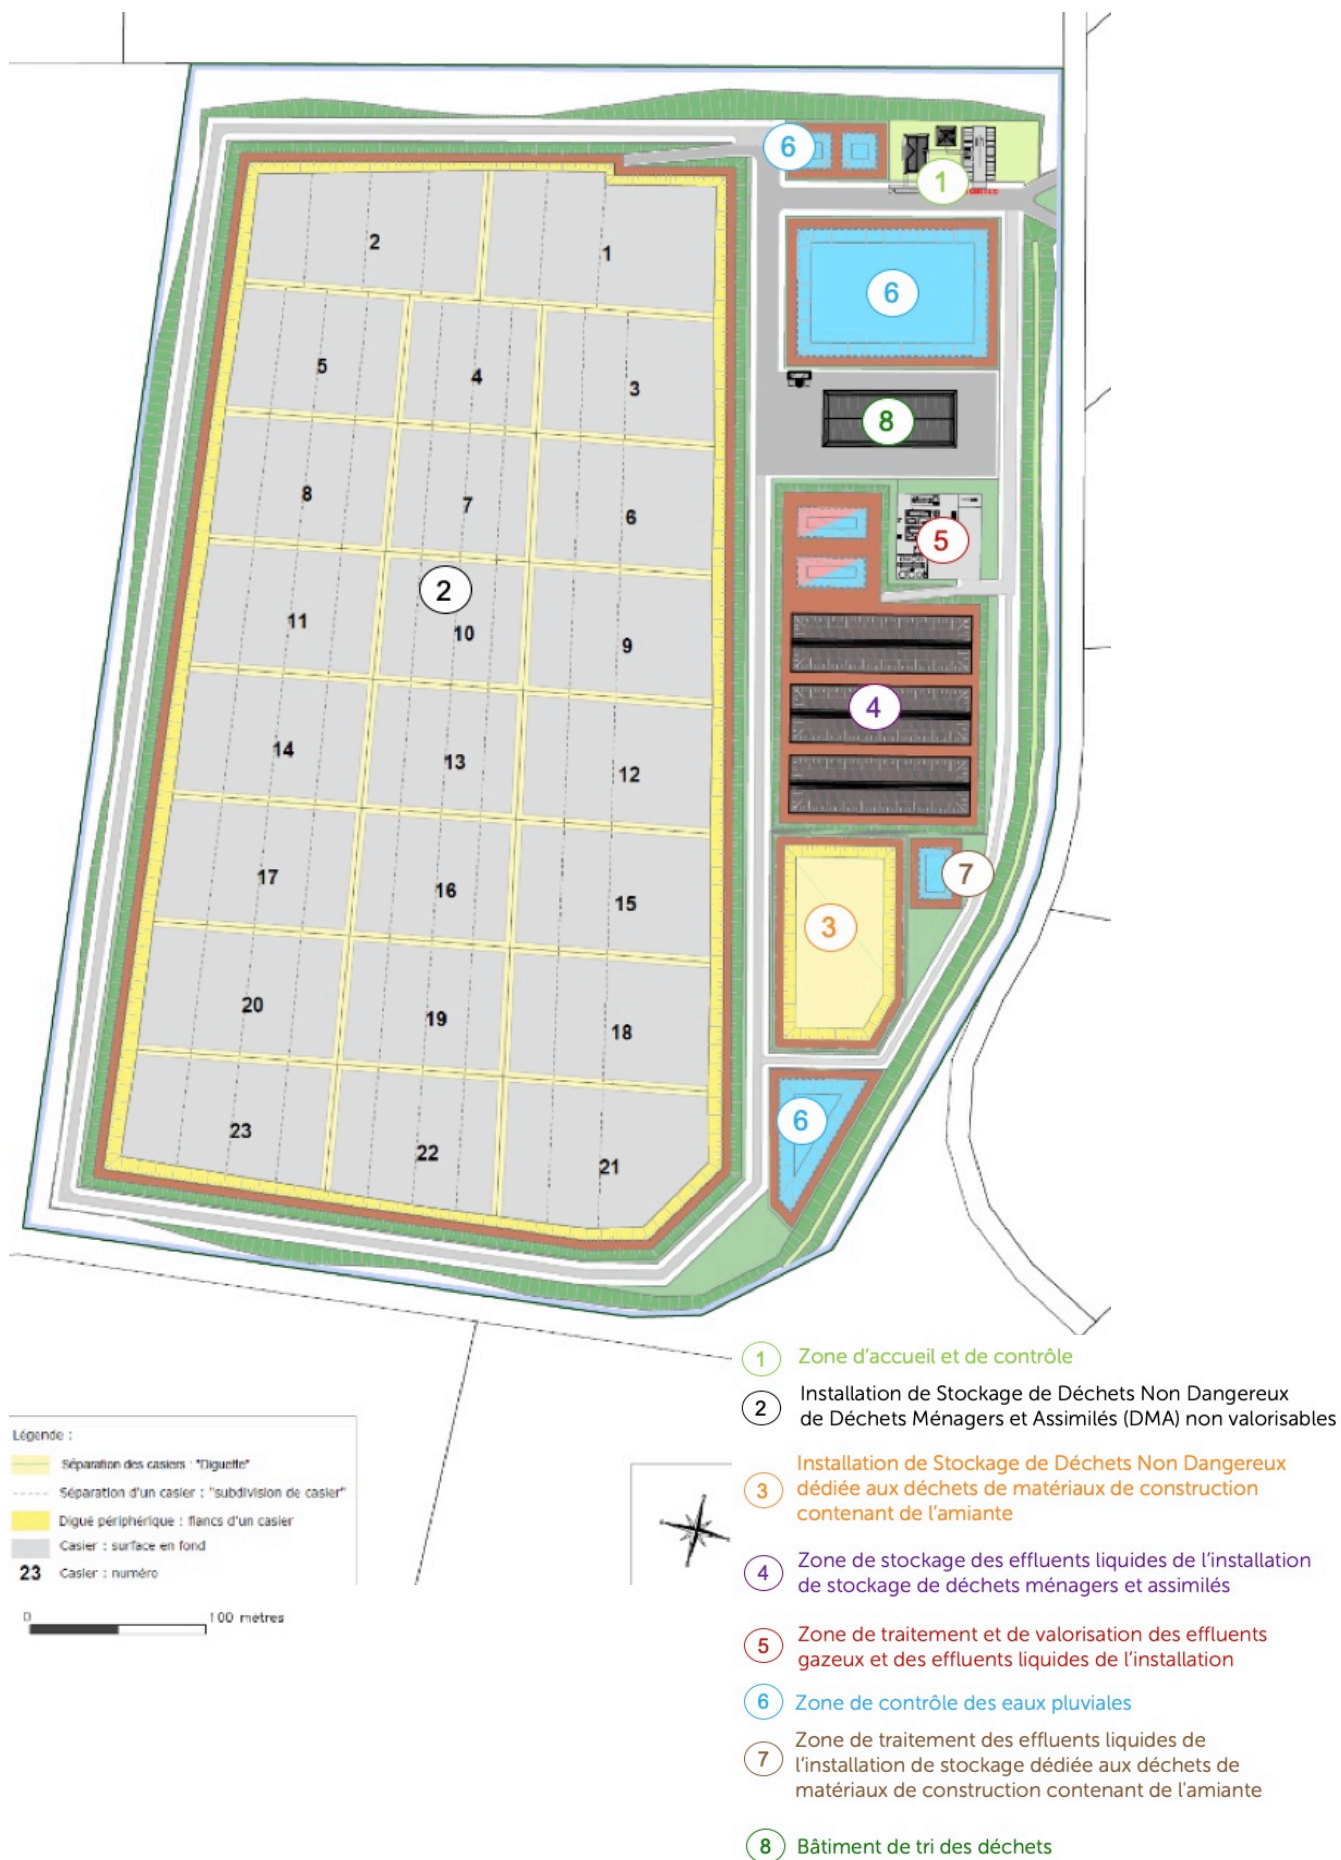 6
1
2
1
6
5
4
3
8
8
7
6
5
2
11
10
9
4
14
13
12
17
16
15
7
3
20
19
18
6
23
22
21
1 Zone d'accueil et de contrôle
2 Installation de Stockage de Déchets Non Dangereux
de Déchets Ménagers et Assimilés (DMA) non valorisables
3 Installation de Stockage de Déchets Non Dangereux
dédiée aux déchets de matériaux de construction
contenant de l'amiante
4 Zone de stockage des effluents liquides de l'installation
de stockage de déchets ménagers et assimilés
5 Zone de traitement et de valorisation des effluents
gazeux et des effluents liquides de l'installation
6 Zone de contrôle des eaux pluviales
7 Zone de traitement des effluents liquides de
l'installation de stockage dédiée aux déchets de
matériaux de construction contenant de l'amiante
8 Bâtiment de tri des déchets
Légende :
Séparation des casiers : "Diguette"
Séparation d'un casier : "subdivision de casier"
Digue périphérique : flancs d'un casier
Casier : surface en fond
23 Casier : numéro
0 100 mètres